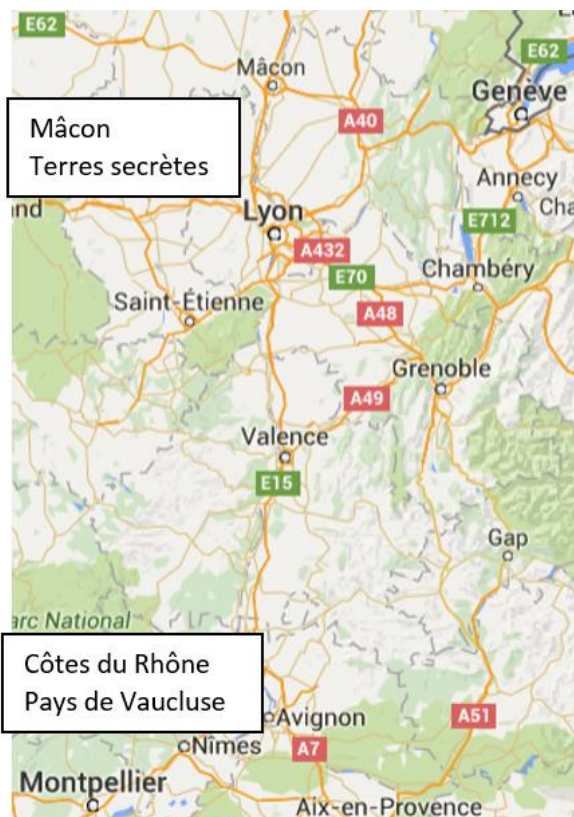 E62
E62
Mâcon
Genève
A40
Mâcon
Terres secrètes
Annecy
Cha
and
Lyon
E712
A432
E70
Chambéry
Saint-Étienne
A48
Grenoble
A49
Valence
E15
Gap
arc National
Côtes du Rhône
Pays de Vaucluse
Avignon
A51
Nîmes
A7
Montpellier
Aix-en-Provence